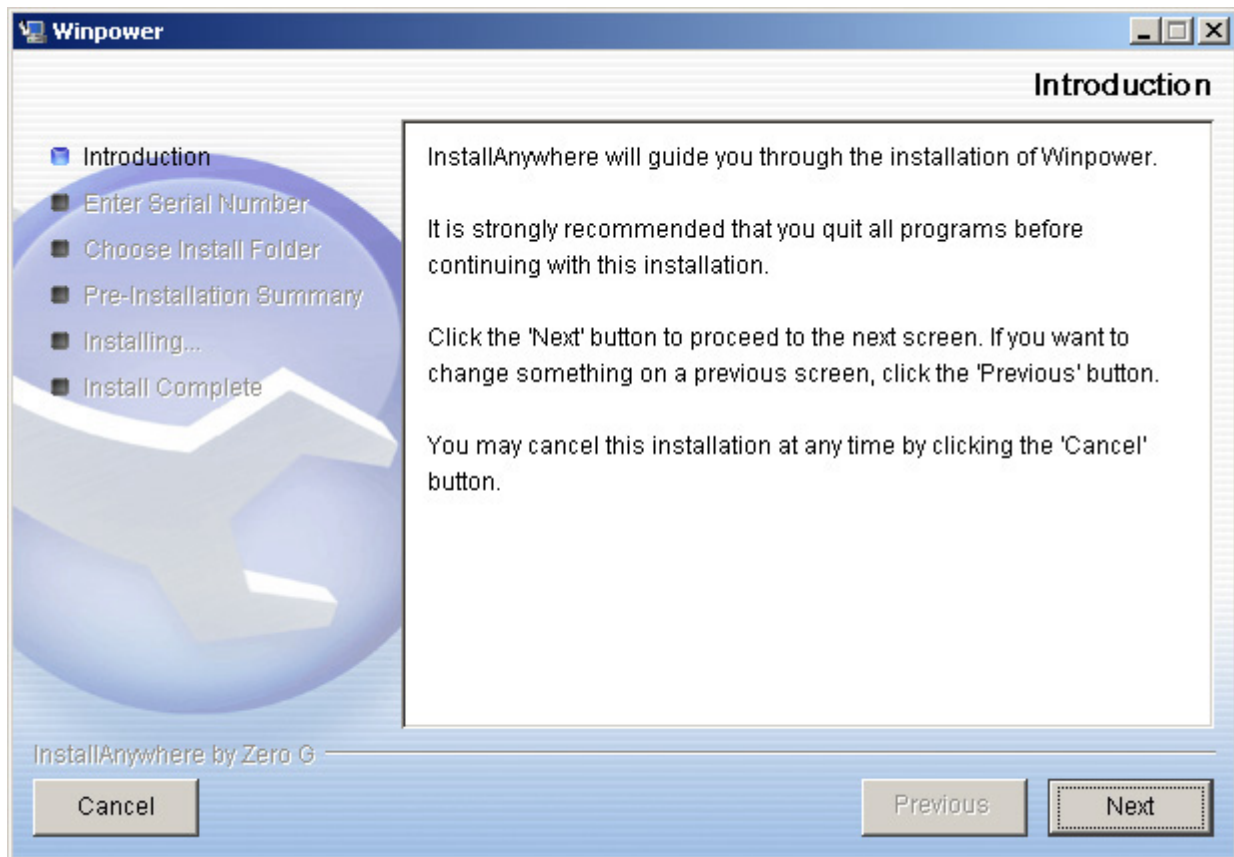 Winpower
Introduction
Introduction
Enter Serial Number
Choose Install Folder
Pre-Installation Summary
Installing...
Install Complete
InstallAnywhere will guide you through the installation of Winpower.
It is strongly recommended that you quit all programs before
continuing with this installation.
Click the 'Next' button to proceed to the next screen. If you want to
change something on a previous screen, click the 'Previous' button.
You may cancel this installation at any time by clicking the 'Cancel'
button.
InstallAnywhere by Zero G
Cancel
Previous
Next